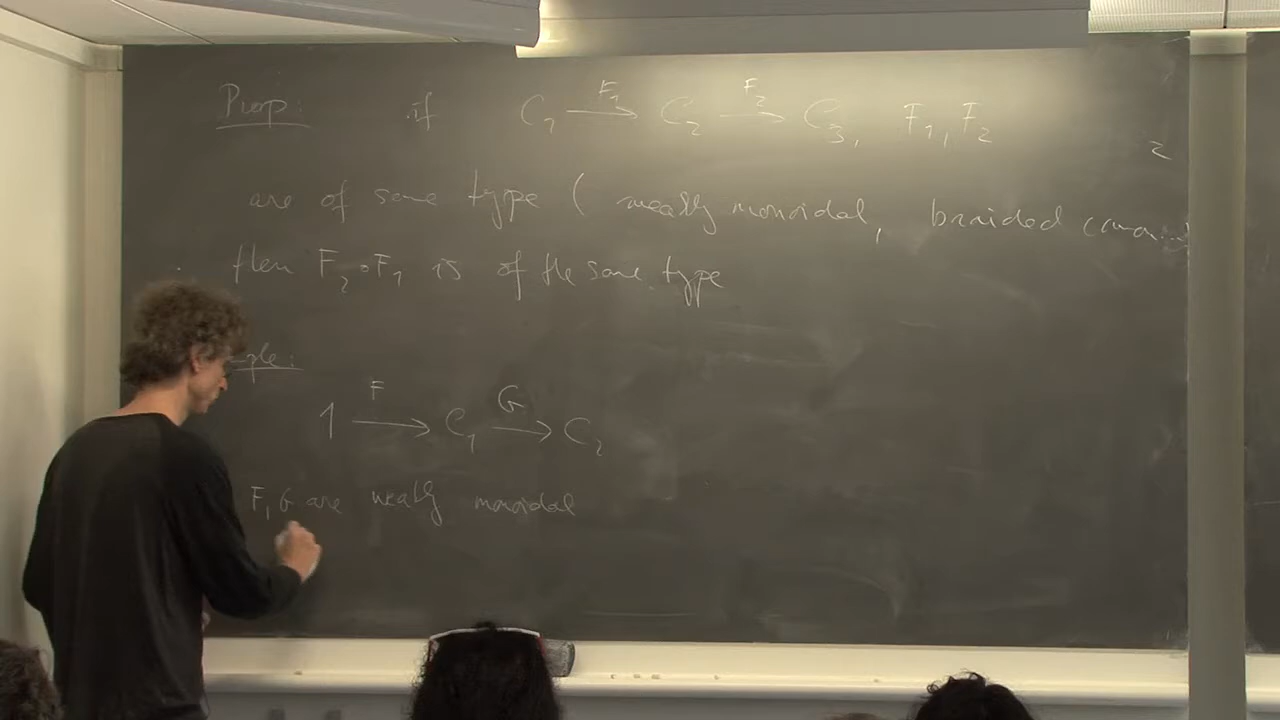 Prop: if C₁ —F₁→ C₂ —F₂→ C₃, F₁, F₂
are of same type (weakly monoidal, braided
then F₂∘F₁ is of the same type
mple:
1 —F→ C₁ —G→ C₂
F, G are weakly monoidal